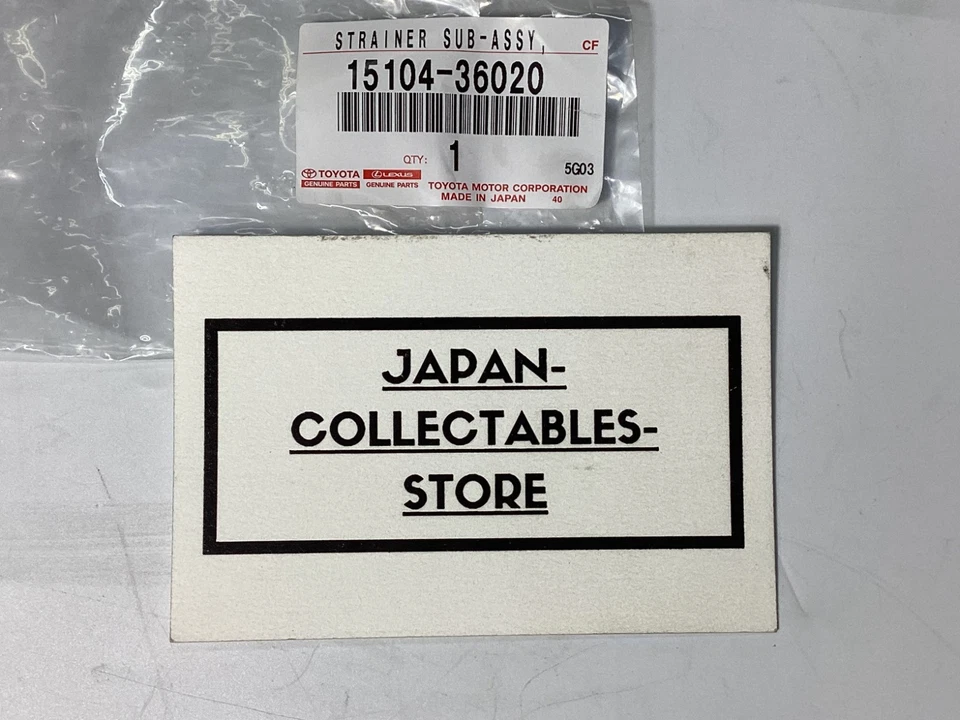 STRAINER SUB-ASSY,
CF
15104-36020
QTY: 1
5G03
TOYOTA LEXUS
GENUINE PARTS GENUINE PARTS
TOYOTA MOTOR CORPORATION
MADE IN JAPAN 40
JAPAN-
COLLECTABLES-
STORE